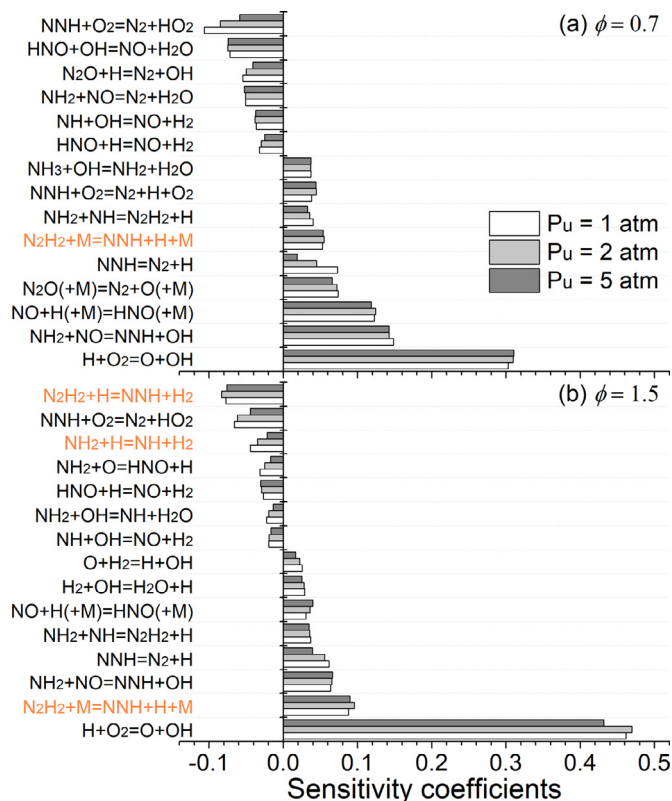 (a) ϕ = 0.7
NNH+O2=N2+HO2
HNO+OH=NO+H2O
N2O+H=N2+OH
NH2+NO=N2+H2O
NH+OH=NO+H2
HNO+H=NO+H2
NH3+OH=NH2+H2O
NNH+O2=N2+H+O2
NH2+NH=N2H2+H
N2H2+M=NNH+H+M
NNH=N2+H
N2O(+M)=N2+O(+M)
NO+H(+M)=HNO(+M)
NH2+NO=NNH+OH
H+O2=O+OH
Pu = 1 atm
Pu = 2 atm
Pu = 5 atm
(b) ϕ = 1.5
N2H2+H=NNH+H2
NNH+O2=N2+HO2
NH2+H=NH+H2
NH2+O=HNO+H
HNO+H=NO+H2
NH2+OH=NH+H2O
NH+OH=NO+H2
O+H2=H+OH
H2+OH=H2O+H
NO+H(+M)=HNO(+M)
NH2+NH=N2H2+H
NNH=N2+H
NH2+NO=NNH+OH
N2H2+M=NNH+H+M
H+O2=O+OH
-0.1 0.0 0.1 0.2 0.3 0.4 0.5
Sensitivity coefficients